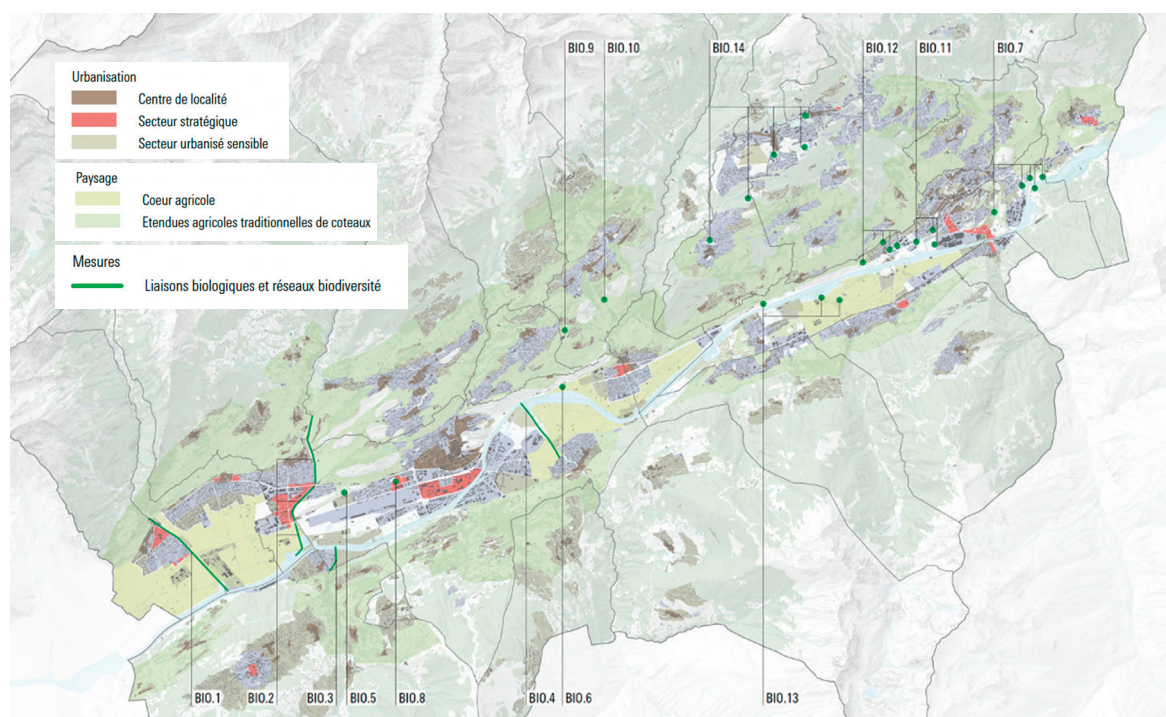 BIO.9
BIO.10
BIO.14
BIO.12
BIO.11
BIO.7
Urbanisation
Centre de localité
Secteur stratégique
Secteur urbanisé sensible
Paysage
Coeur agricole
Etendues agricoles traditionnelles de coteaux
Mesures
Liaisons biologiques et réseaux biodiversité
BIO.1
BIO.2
BIO.3
BIO.5
BIO.8
BIO.4
BIO.6
BIO.13